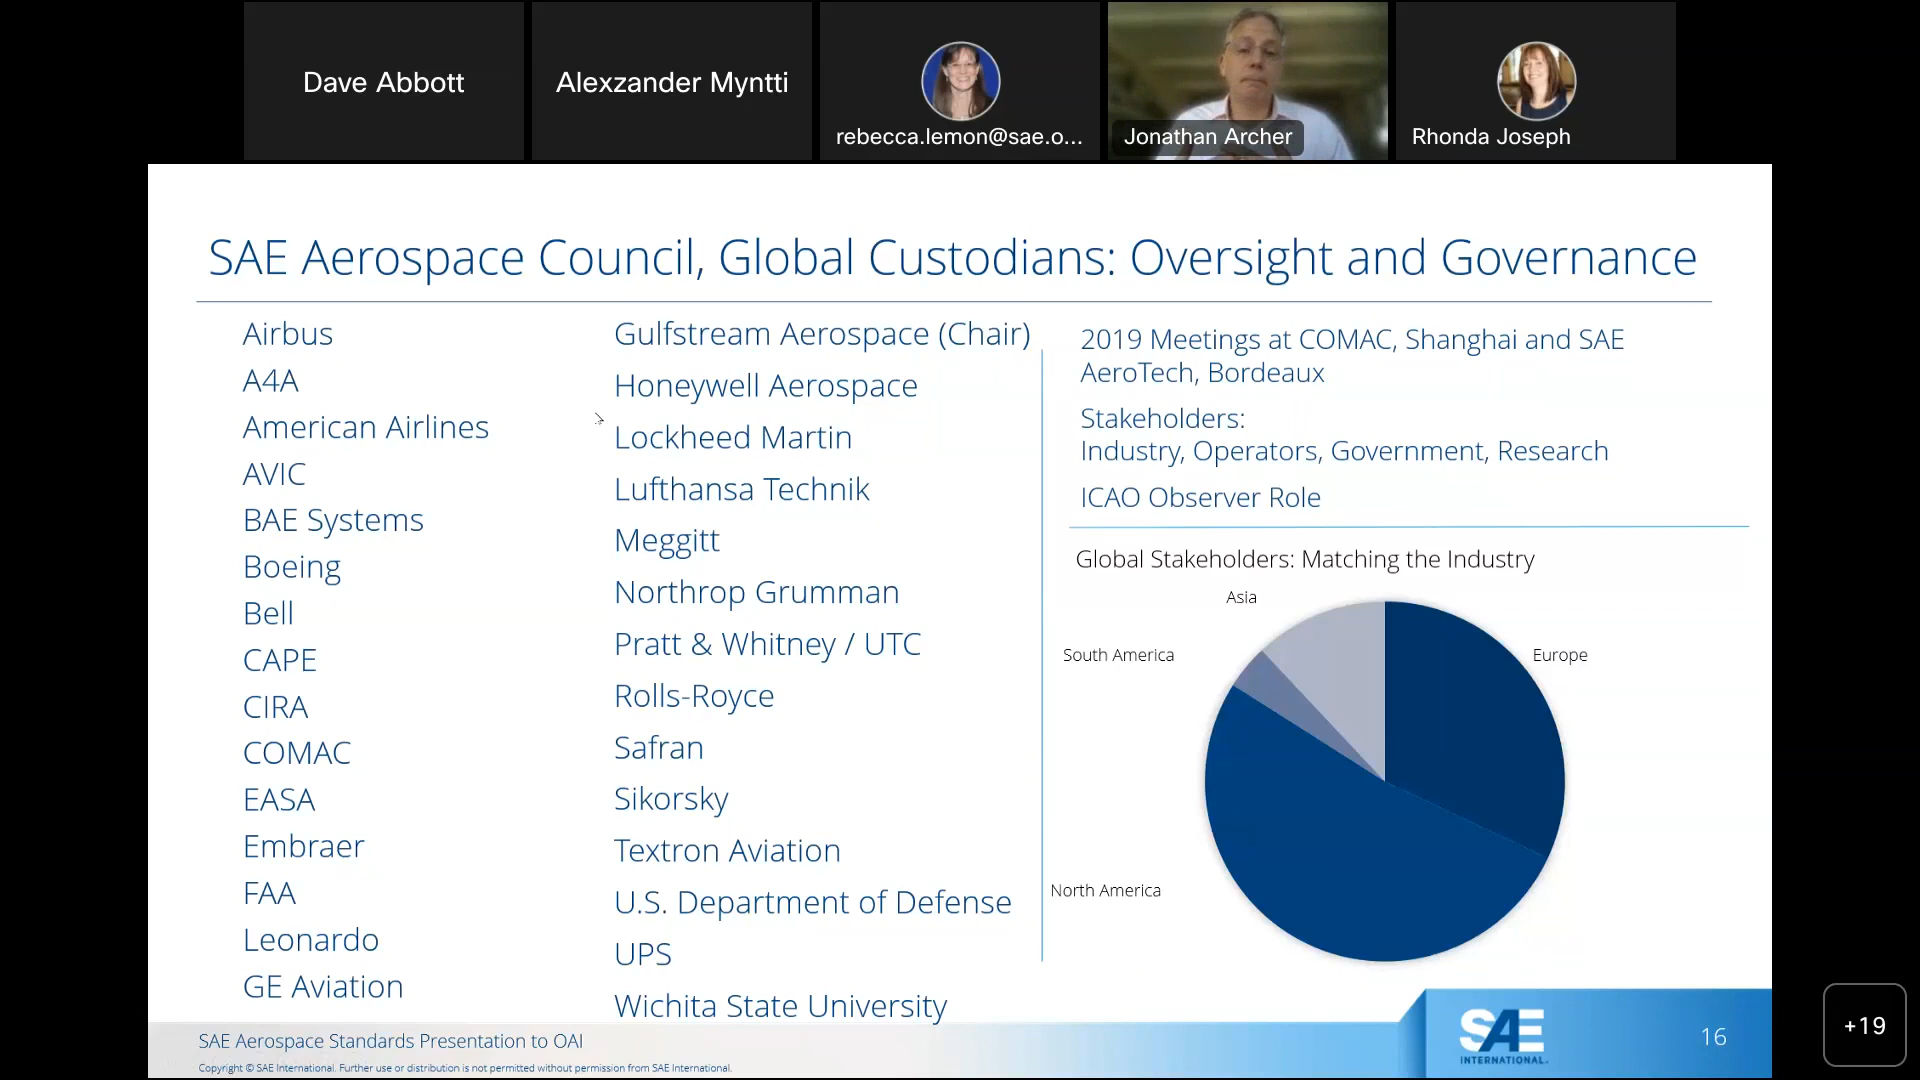 Dave Abbott
Alexzander Myntti
rebecca.lemon@sae.o...
Jonathan Archer
Rhonda Joseph
SAE Aerospace Council, Global Custodians: Oversight and Governance
Airbus
A4A
American Airlines
AVIC
BAE Systems
Boeing
Bell
CAPE
CIRA
COMAC
EASA
Embraer
FAA
Leonardo
GE Aviation
Gulfstream Aerospace (Chair)
Honeywell Aerospace
Lockheed Martin
Lufthansa Technik
Meggitt
Northrop Grumman
Pratt & Whitney / UTC
Rolls-Royce
Safran
Sikorsky
Textron Aviation
U.S. Department of Defense
UPS
Wichita State University
2019 Meetings at COMAC, Shanghai and SAE
AeroTech, Bordeaux
Stakeholders:
Industry, Operators, Government, Research
ICAO Observer Role
Global Stakeholders: Matching the Industry
Asia
South America
Europe
North America
SAE Aerospace Standards Presentation to OAI
Copyright © SAE International. Further use or distribution is not permitted without permission from SAE International.
SAE
INTERNATIONAL
16
+19